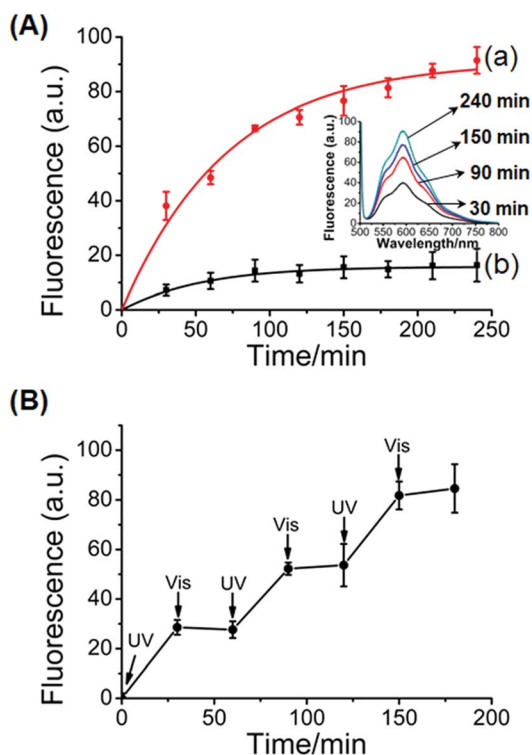 (A)
Fluorescence (a.u.)
100
80
60
40
20
0
(a)
(b)
Fluorescence
(a.u.)
100
80
60
40
20
0
500 550 600 650 700 750 800
Wavelength/nm
240 min
150 min
90 min
30 min
0 50 100 150 200 250
Time/min
(B)
Fluorescence (a.u.)
100
80
60
40
20
0
UV
Vis
UV
Vis
UV
Vis
0 50 100 150 200
Time/min